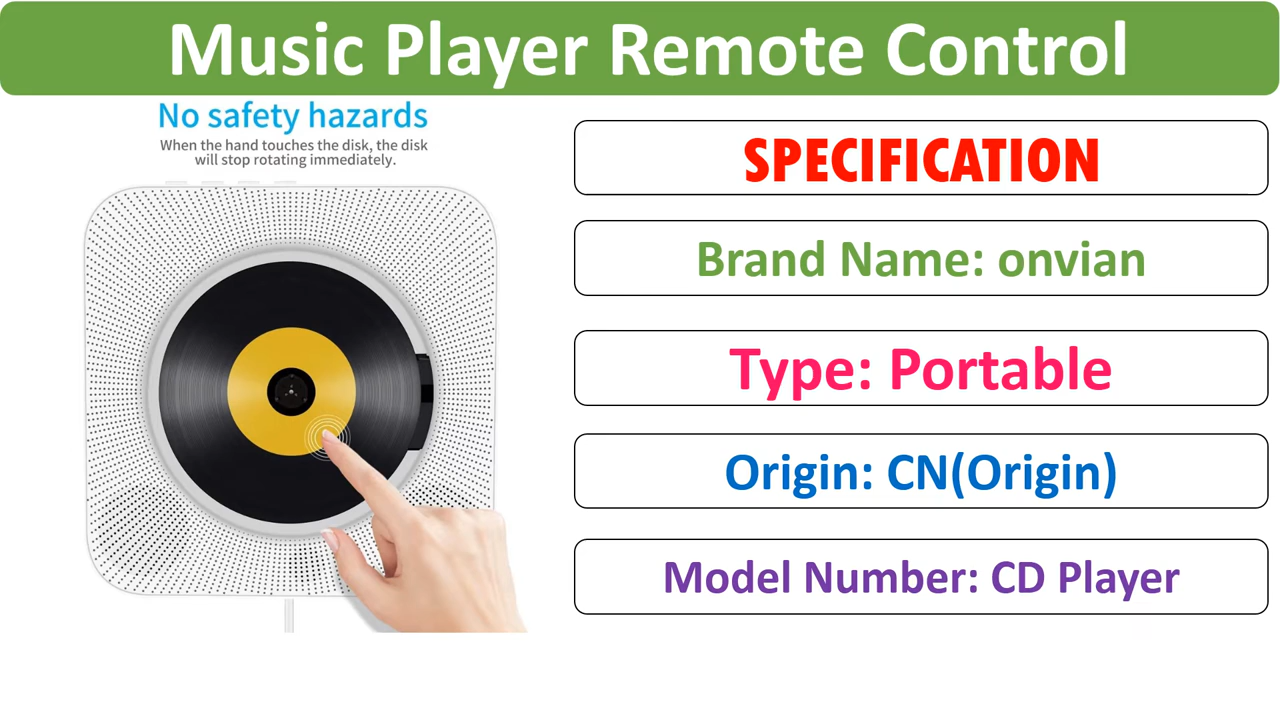 Music Player Remote Control
No safety hazards
When the hand touches the disk, the disk
will stop rotating immediately.
SPECIFICATION
Brand Name: onvian
Type: Portable
Origin: CN(Origin)
Model Number: CD Player